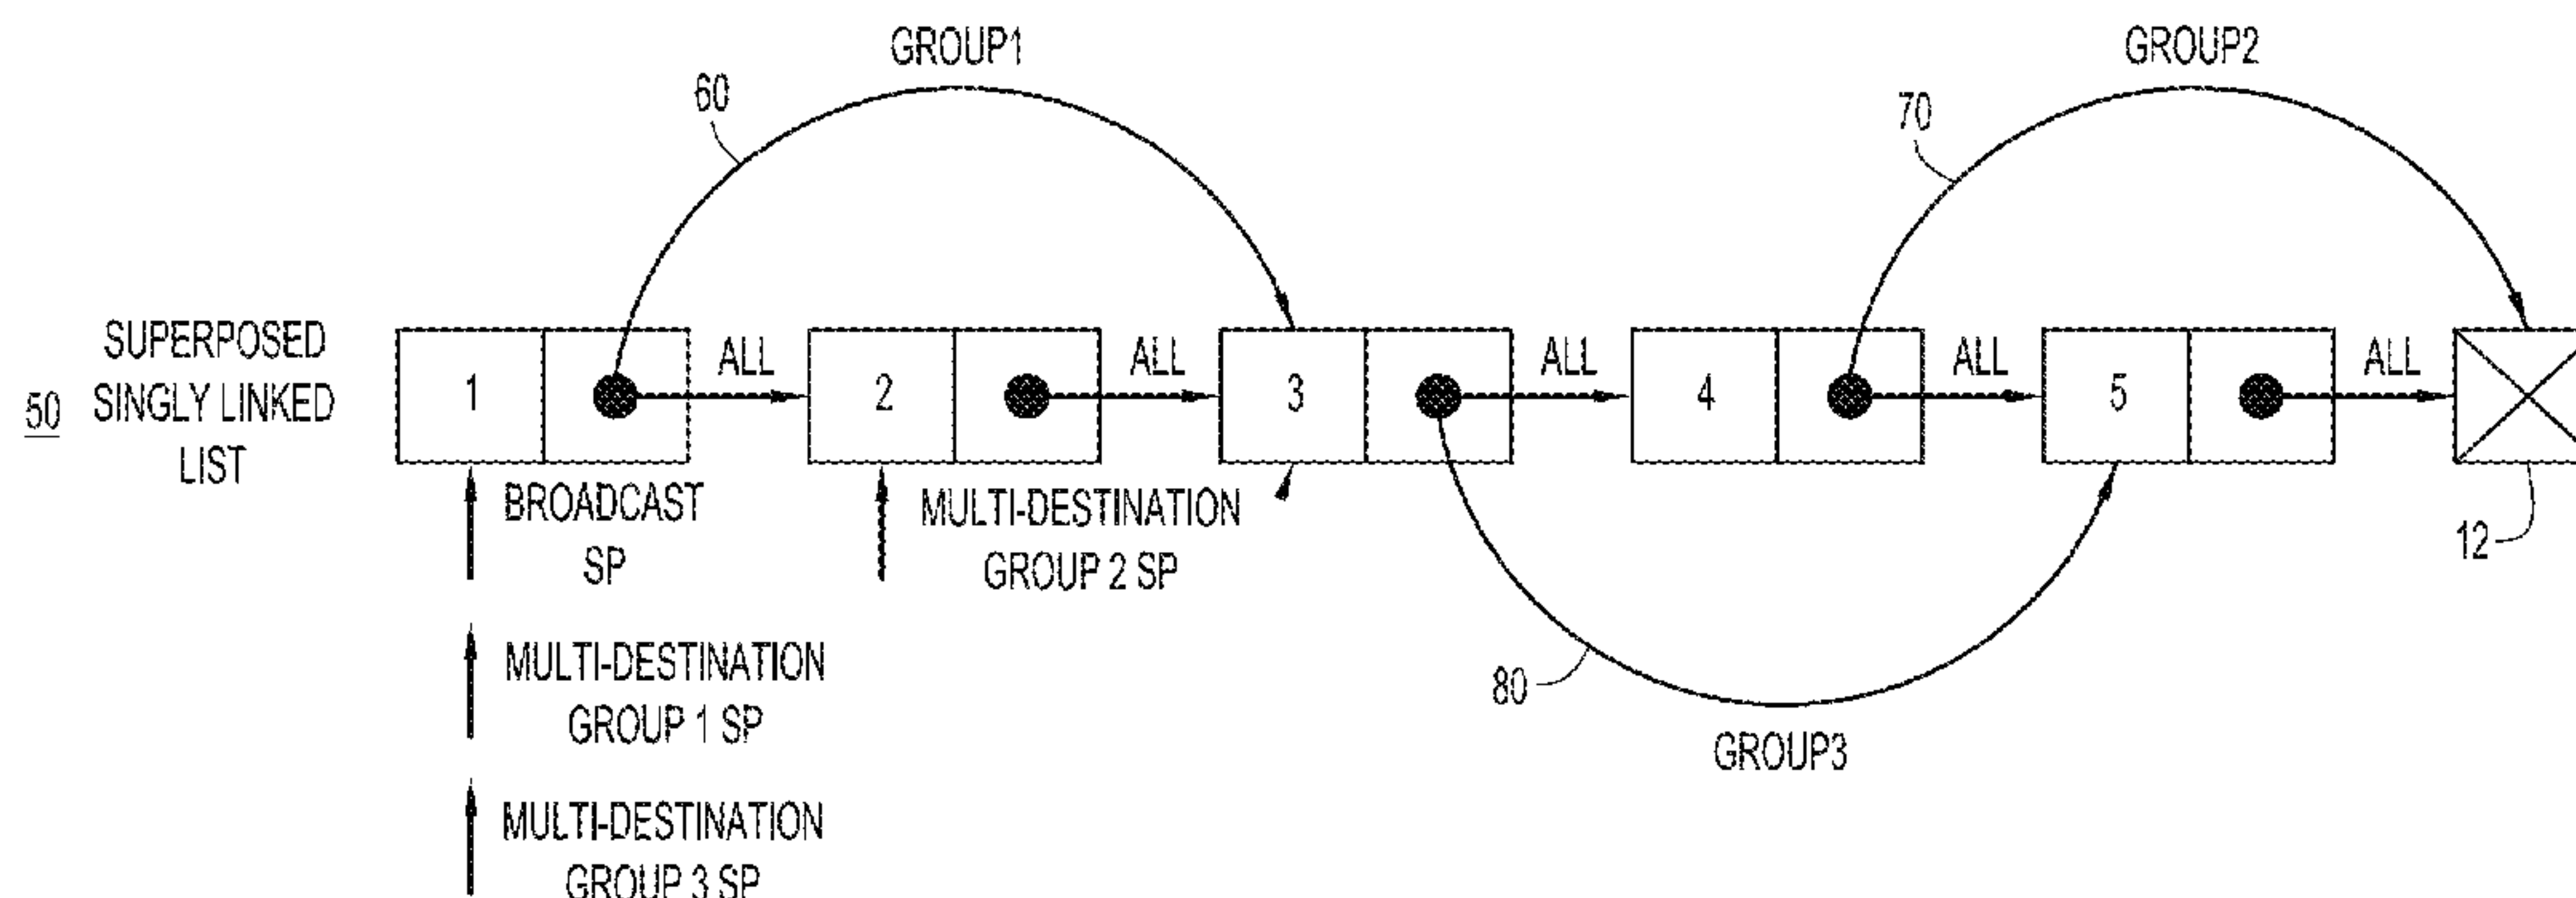 GROUP1
GROUP2
60
70
SUPERPOSED
SINGLY LINKED
LIST
50
1
ALL
2
ALL
3
ALL
4
ALL
5
ALL
BROADCAST
SP
MULTI-DESTINATION
GROUP 2 SP
12
MULTI-DESTINATION
GROUP 1 SP
80
GROUP3
MULTI-DESTINATION
GROUP 3 SP